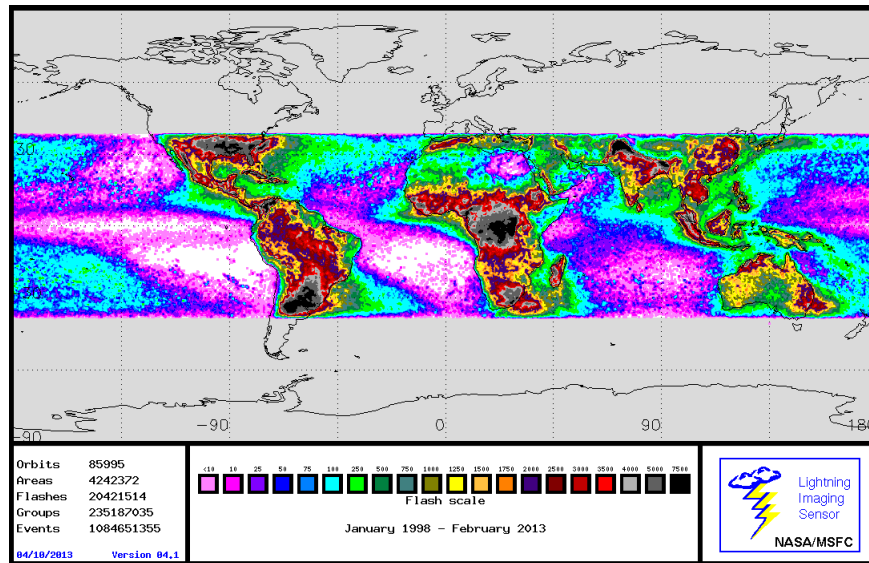 30
-90
-90
0
90
180
Orbits 85995
Areas 4242372
Flashes 20421514
Groups 235187035
Events 1084651355
04/10/2013 Version 04.1
<10 10 25 50 75 100 250 500 750 1000 1250 1500 1750 2000 2500 3000 3500 4000 5000 7500
Flash scale
January 1998 - February 2013
Lightning
Imaging
Sensor
NASA/MSFC